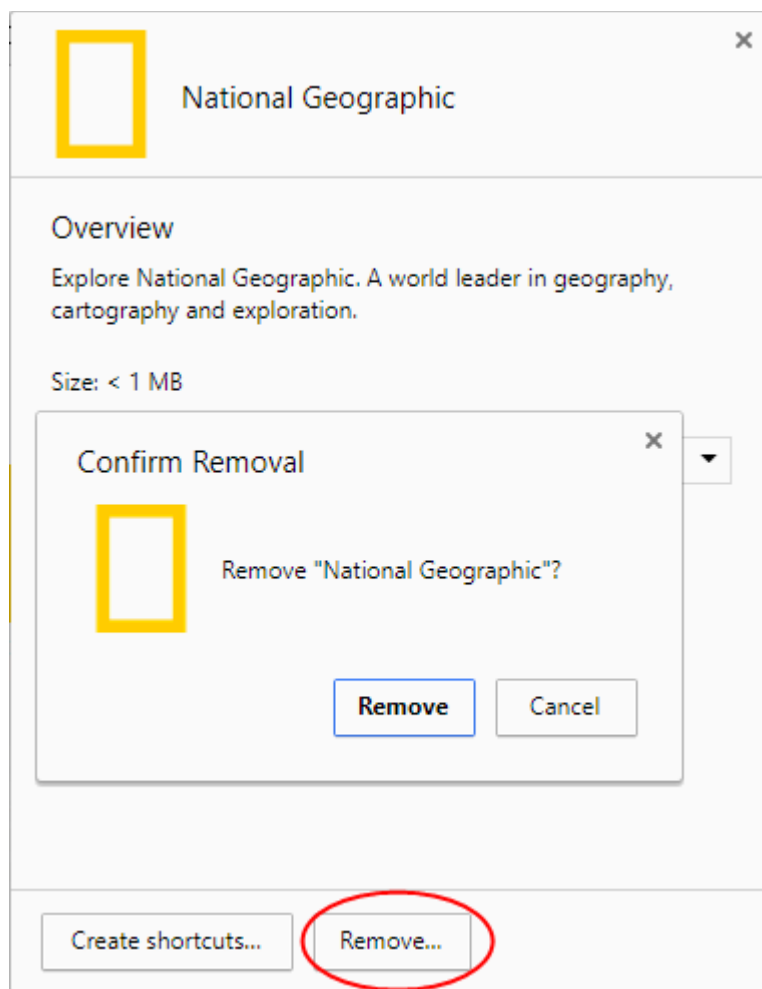 National Geographic
Overview
Explore National Geographic. A world leader in geography,
cartography and exploration.
Size: < 1 MB
Confirm Removal
Remove "National Geographic"?
Remove Cancel
Create shortcuts... Remove...